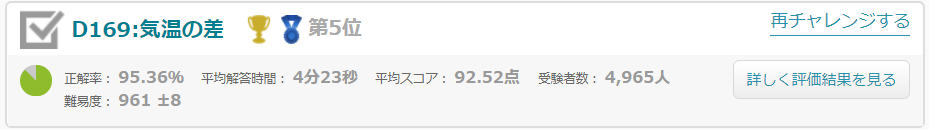 D169:気温の差 第5位 再チャレンジする
正解率： 95.36% 平均解答時間： 4分23秒 平均スコア： 92.52点 受験者数： 4,965人 詳しく評価結果を見る
難易度： 961 ±8